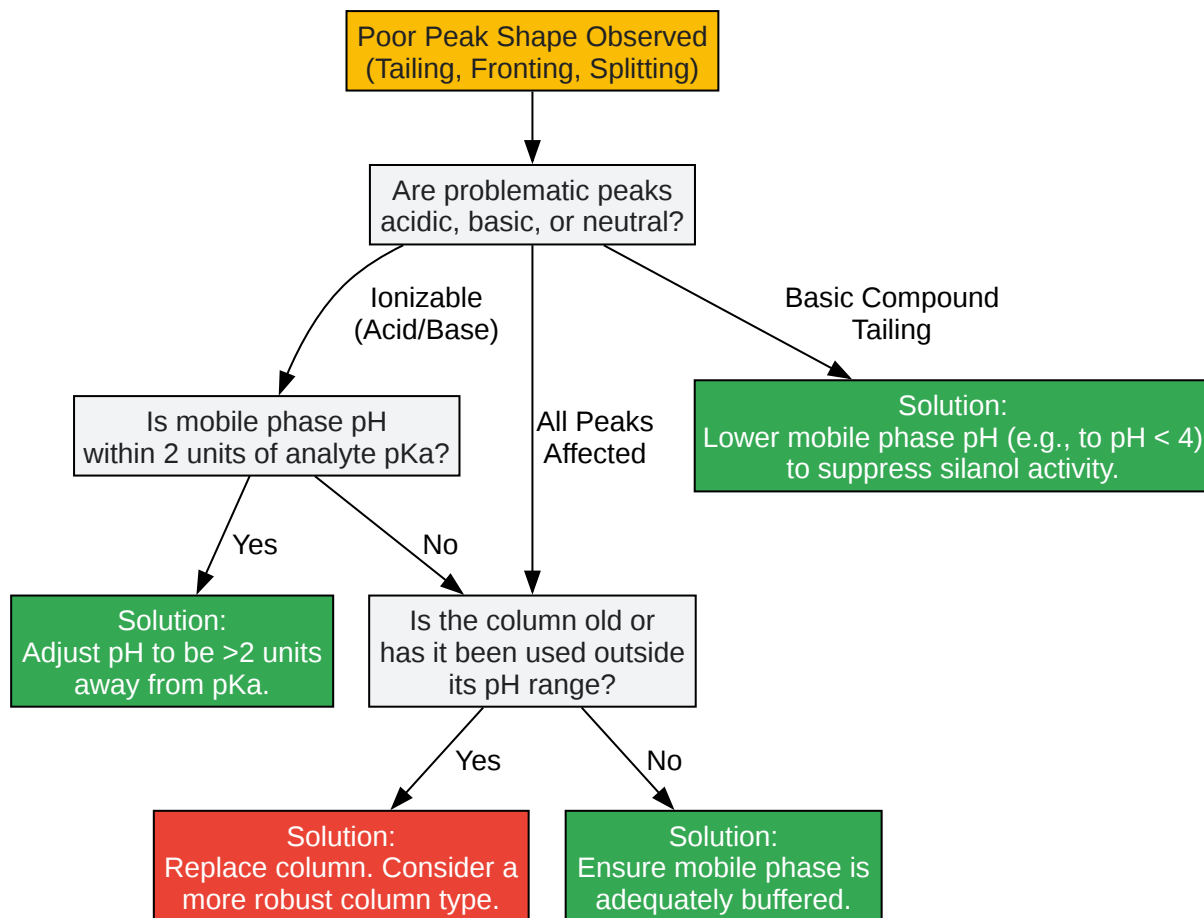 Poor Peak Shape Observed
(Tailing, Fronting, Splitting)
Are problematic peaks
acidic, basic, or neutral?
Ionizable
(Acid/Base)
Basic Compound
Tailing
Is mobile phase pH
within 2 units of analyte pKa?
All Peaks
Affected
Solution:
Lower mobile phase pH (e.g., to pH < 4)
to suppress silanol activity.
Yes
No
Solution:
Adjust pH to be >2 units
away from pKa.
Is the column old or
has it been used outside
its pH range?
Yes
No
Solution:
Replace column. Consider a
more robust column type.
Solution:
Ensure mobile phase is
adequately buffered.